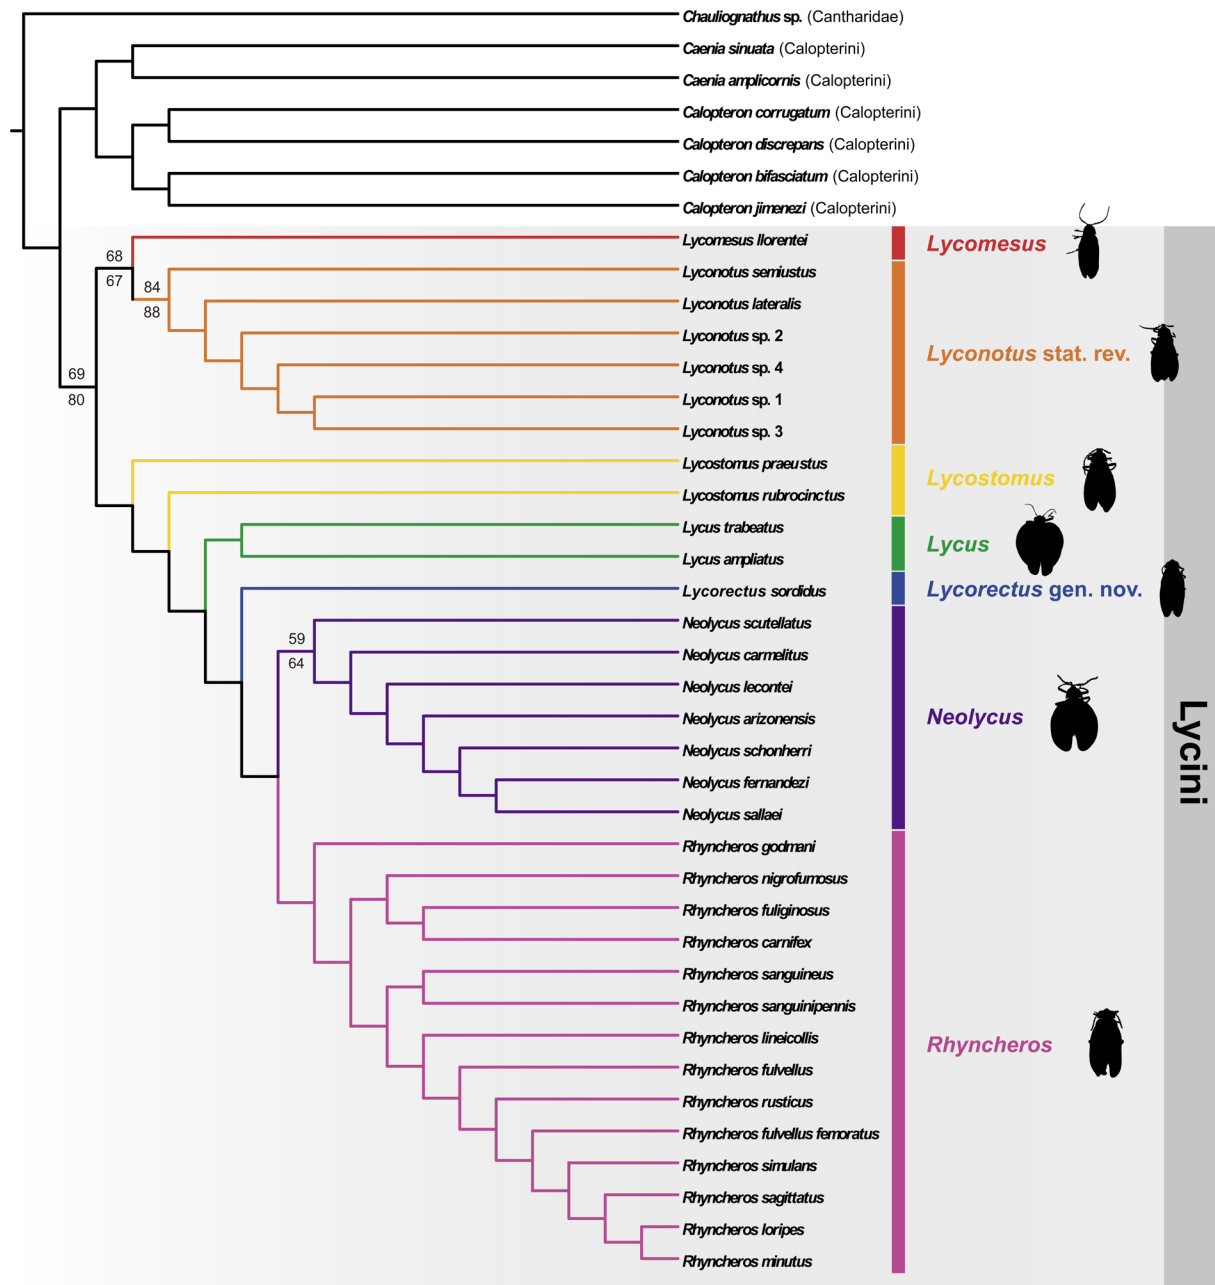 Chauliognathus sp. (Cantharidae)
Caenia sinuata (Calopterini)
Caenia amplicornis (Calopterini)
Calopteron corrugatum (Calopterini)
Calopteron discrepans (Calopterini)
Calopteron bifasciatum (Calopterini)
Calopteron jimenezi (Calopterini)
Lycomesus llorentei
Lycomesus
68
67
Lyconotus semiustus
84
88
Lyconotus lateralis
Lyconotus sp. 2
Lyconotus stat. rev.
Lyconotus sp. 4
69
80
Lyconotus sp. 1
Lyconotus sp. 3
Lycostomus praeustus
Lycostomus
Lycostomus rubrocinctus
Lycus trabeatus
Lycus
Lycus ampliatus
Lycorectus sordidus
Lycorectus gen. nov.
Neolycus scutellatus
59
64
Neolycus carmelitus
Neolycus lecontei
Neolycus arizonensis
Neolycus
Neolycus schonherri
Lycini
Neolycus fernandezi
Neolycus sallaei
Rhyncheros godmani
Rhyncheros nigrofumosus
Rhyncheros fuliginosus
Rhyncheros carnifex
Rhyncheros sanguineus
Rhyncheros sanguinipennis
Rhyncheros lineicollis
Rhyncheros
Rhyncheros fulvellus
Rhyncheros rusticus
Rhyncheros fulvellus femoratus
Rhyncheros simulans
Rhyncheros sagittatus
Rhyncheros loripes
Rhyncheros minutus